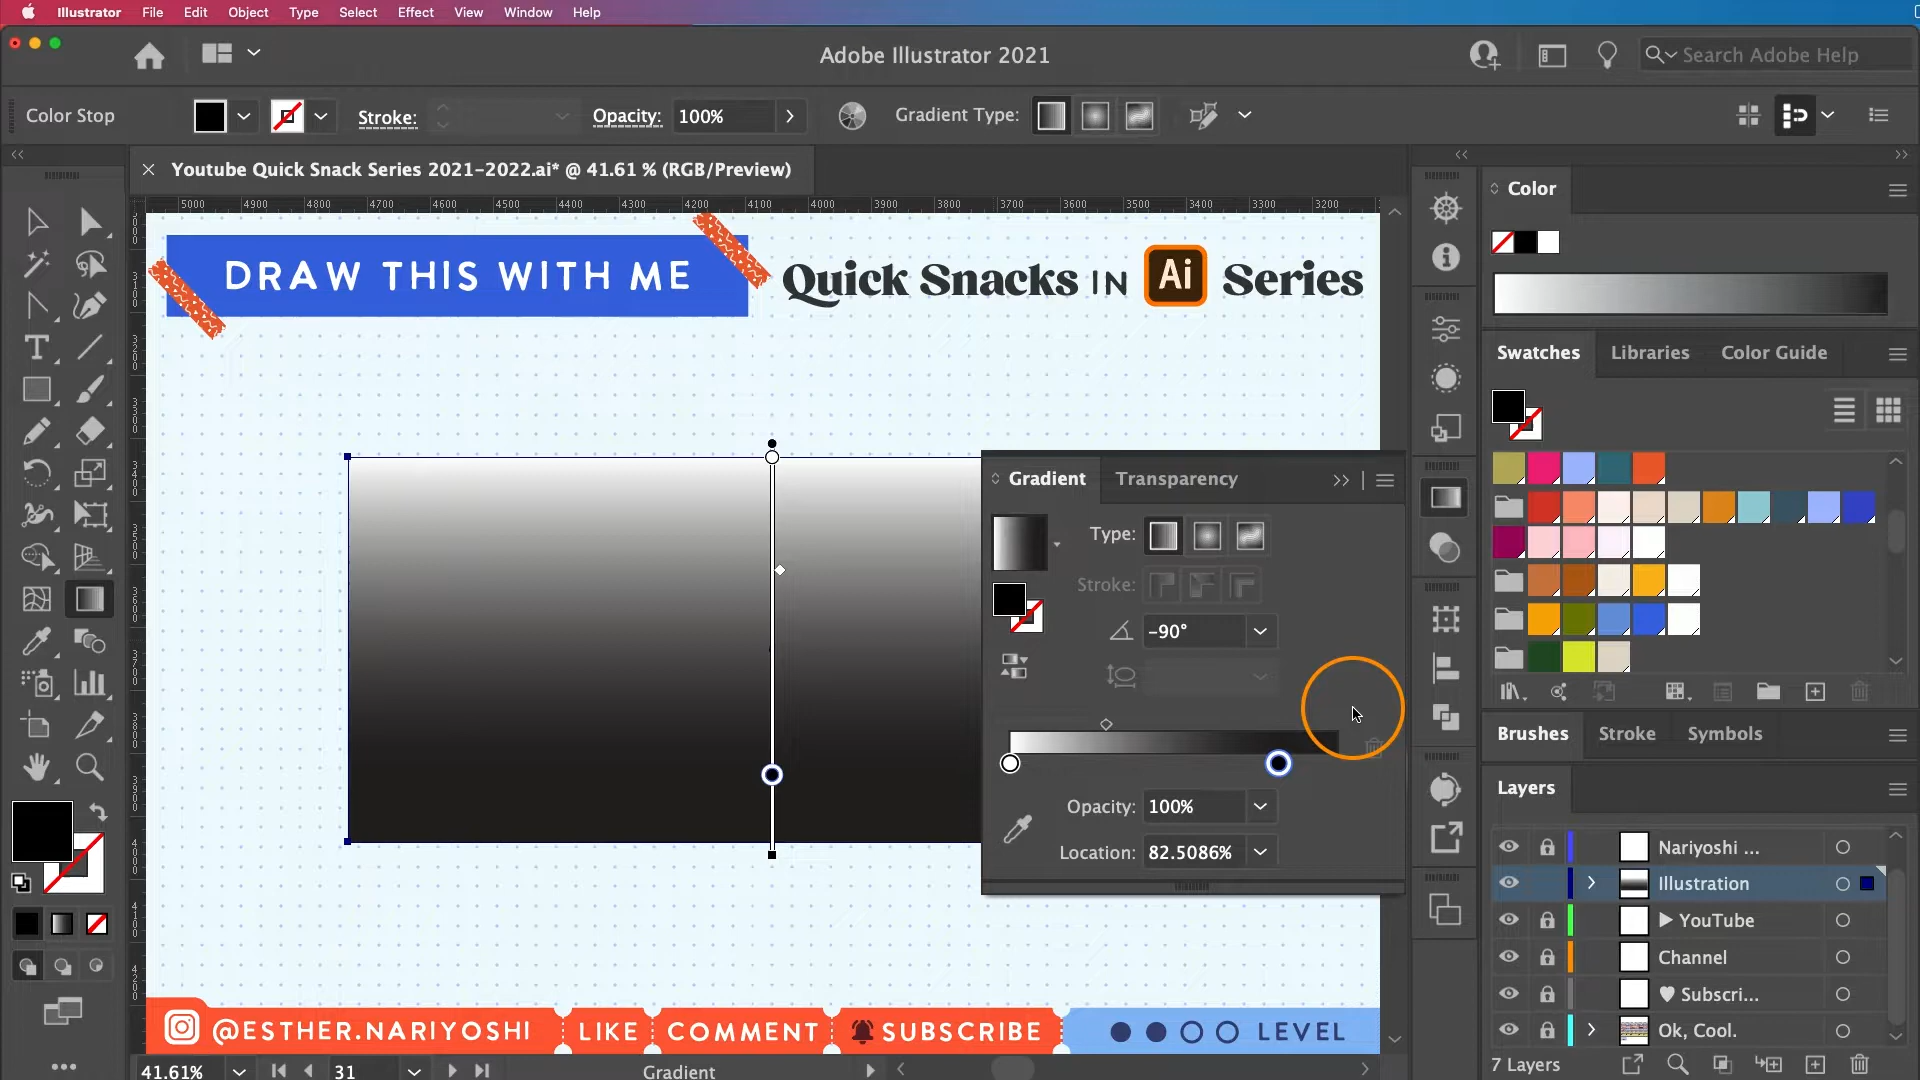 Illustrator File Edit Object Type Select Effect View Window Help
Adobe Illustrator 2021
Search Adobe Help
Color Stop
Stroke:
Opacity: 100%
Gradient Type:
× Youtube Quick Snack Series 2021-2022.ai* @ 41.61 % (RGB/Preview)
5000 4900 4800 4700 4600 4500 4400 4300 4200 4100 4000 3900 3800 3700 3600 3500 3400 3300 3200
DRAW THIS WITH ME
Quick Snacks IN Ai Series
Gradient Transparency
Type:
Stroke:
-90°
Opacity: 100%
Location: 82.5086%
@ESTHER.NARIYOSHI LIKE COMMENT SUBSCRIBE LEVEL
41.61% 31 Gradient
Color
Swatches Libraries Color Guide
Brushes Stroke Symbols
Layers
Nariyoshi ...
Illustration
▶ YouTube
Channel
♥ Subscri...
Ok, Cool.
7 Layers